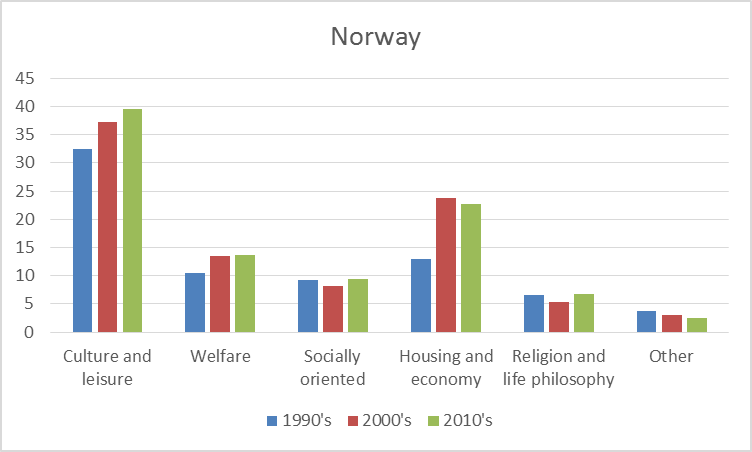 Norway
45
40
35
30
25
20
15
10
5
0
Culture and
leisure
Welfare
Socially
oriented
Housing and
economy
Religion and
life philosophy
Other
1990's 2000's 2010's